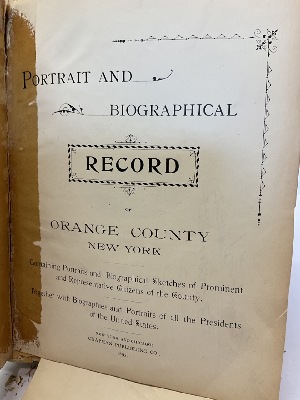 PORTRAIT AND
BIOGRAPHICAL
RECORD
OF
ORANGE COUNTY
NEW YORK
Containing Portraits and Biographical Sketches of Prominent
and Representative Citizens of the County.
Together with Biographies and Portraits of all the Presidents
of the United States.
NEW YORK AND CHICAGO:
CHAPMAN PUBLISHING CO.